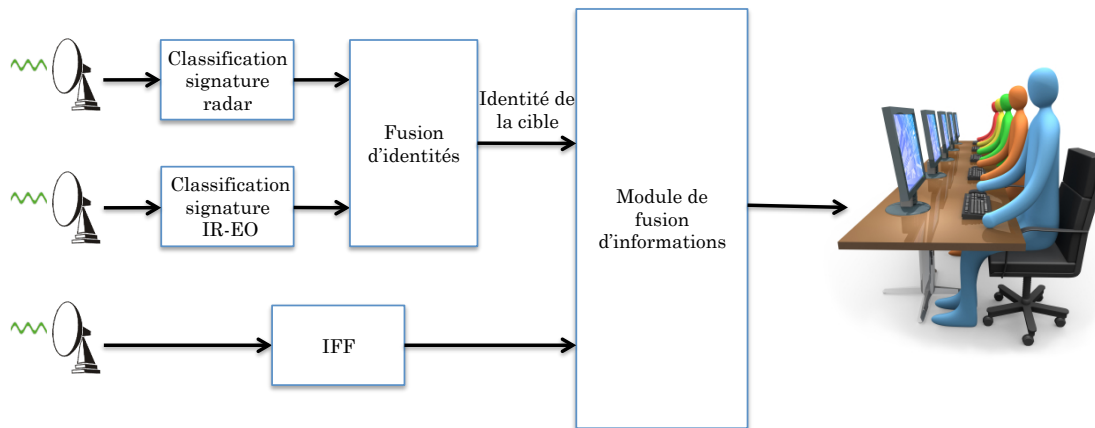 Classification
signature
radar
Fusion
d'identités
Identité de
la cible
Classification
signature
IR-EO
Module de
fusion
d'informations
IFF